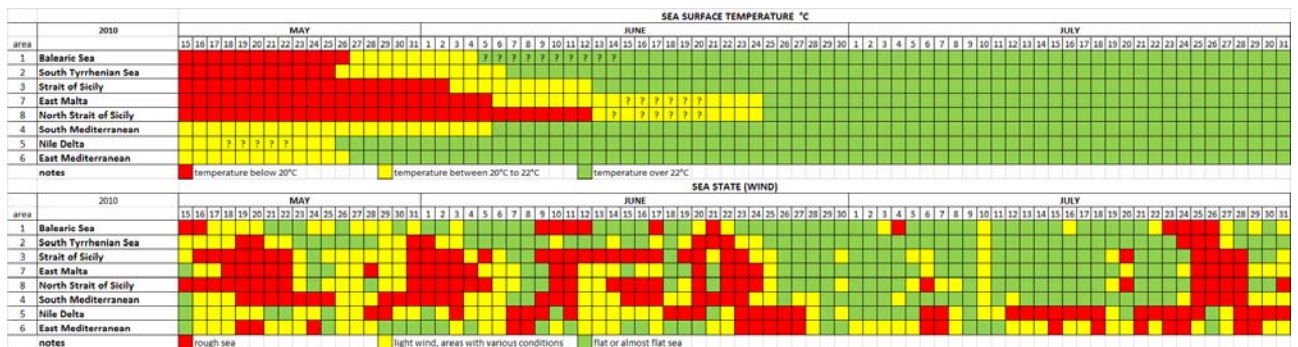 SEA SURFACE TEMPERATURE °C
2010 MAY JUNE JULY
area 15 16 17 18 19 20 21 22 23 24 25 26 27 28 29 30 31 1 2 3 4 5 6 7 8 9 10 11 12 13 14 15 16 17 18 19 20 21 22 23 24 25 26 27 28 29 30 1 2 3 4 5 6 7 8 9 10 11 12 13 14 15 16 17 18 19 20 21 22 23 24 25 26 27 28 29 30 31
1 Balearic Sea ? ? ? ? ? ? ? ? ? ?
2 South Tyrrhenian Sea
3 Strait of Sicily
7 East Malta ? ? ? ? ? ?
8 North Strait of Sicily ? ? ? ? ? ?
4 South Mediterranean
5 Nile Delta ? ? ? ? ?
6 East Mediterranean
notes temperature below 20°C temperature between 20°C to 22°C temperature over 22°C
SEA STATE (WIND)
2010 MAY JUNE JULY
area 15 16 17 18 19 20 21 22 23 24 25 26 27 28 29 30 31 1 2 3 4 5 6 7 8 9 10 11 12 13 14 15 16 17 18 19 20 21 22 23 24 25 26 27 28 29 30 1 2 3 4 5 6 7 8 9 10 11 12 13 14 15 16 17 18 19 20 21 22 23 24 25 26 27 28 29 30 31
1 Balearic Sea
2 South Tyrrhenian Sea
3 Strait of Sicily
7 East Malta
8 North Strait of Sicily
4 South Mediterranean
5 Nile Delta
6 East Mediterranean
notes rough sea light wind, areas with various conditions flat or almost flat sea